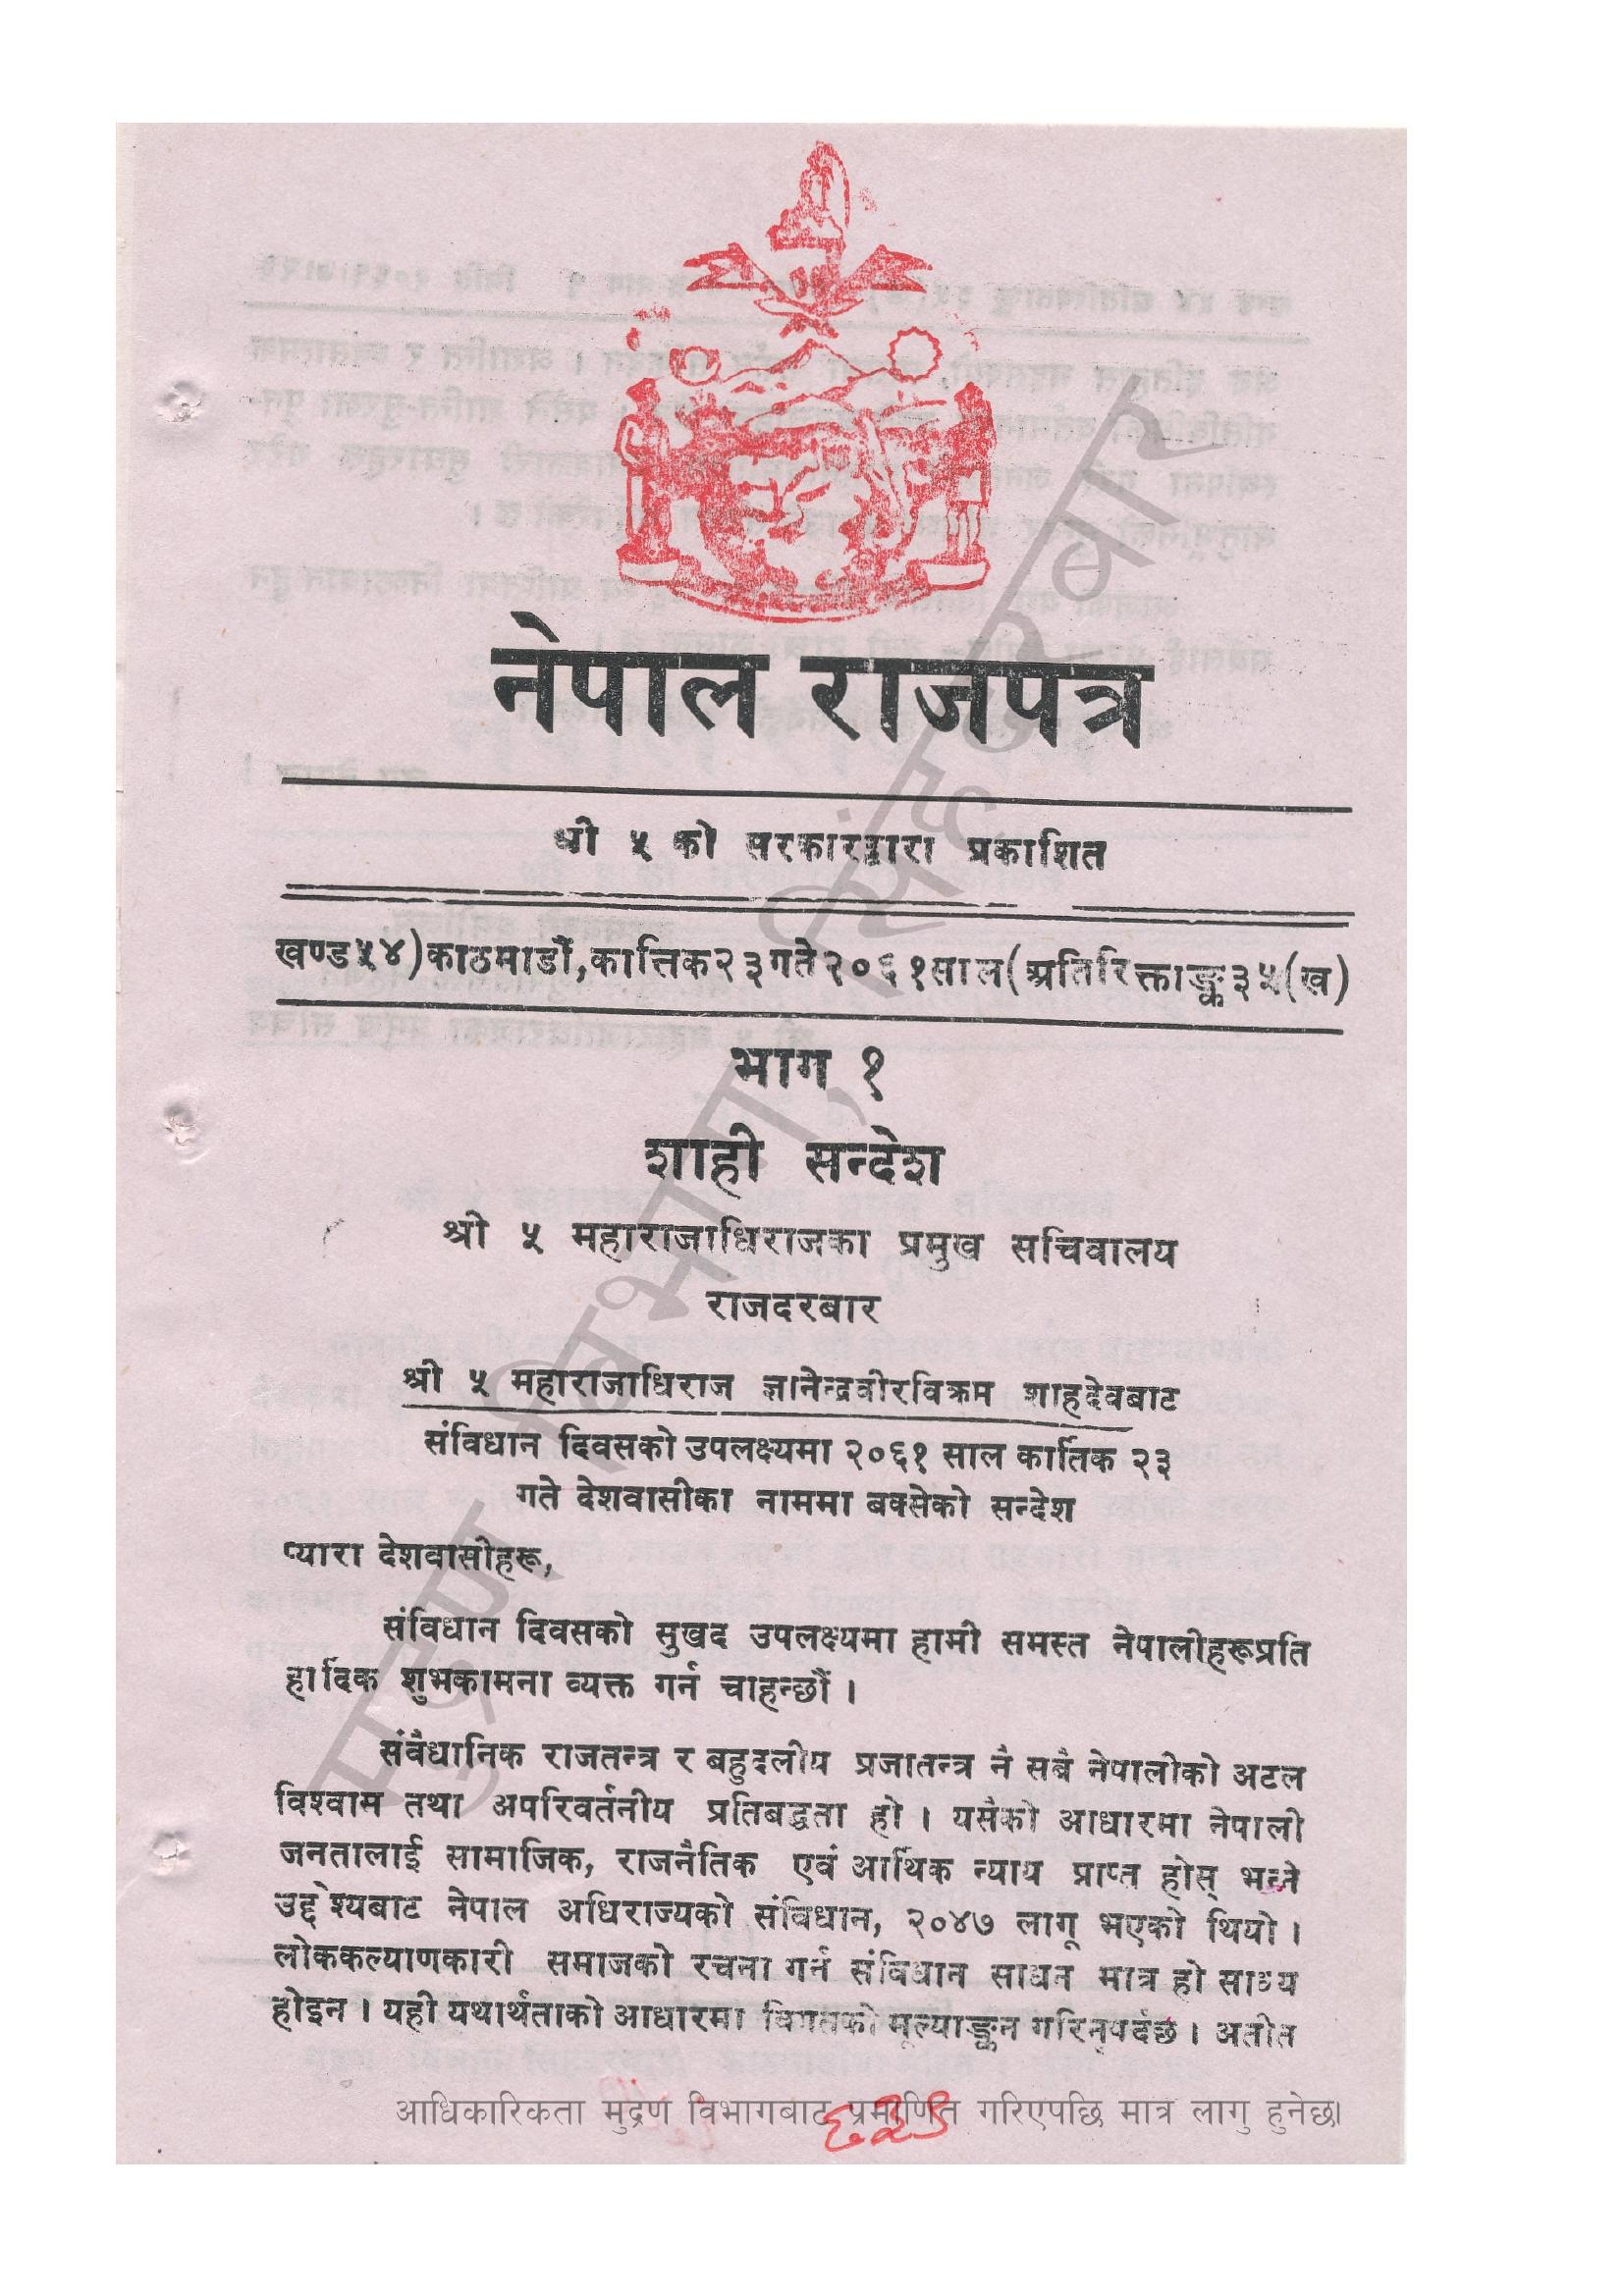 नेपाल राजपत्र
श्री ५ को सरकारद्वारा प्रकाशित
खण्ड ५४) काठमाडौं, कात्तिक २३ गते २०६१ साल (अतिरिक्ताङ्क ३५ (ख)
भाग १
शाही सन्देश
श्री ५ महाराजाधिराजका प्रमुख सचिवालय
राजदरबार
श्री ५ महाराजाधिराज ज्ञानेन्द्रवीरविक्रम शाहदेवबाट
संविधान दिवसको उपलक्ष्यमा २०६१ साल कार्तिक २३
गते देशवासीका नाममा बक्सेको सन्देश
प्यारा देशवासीहरू,
संविधान दिवसको सुखद उपलक्ष्यमा हामी समस्त नेपालीहरूप्रति
हार्दिक शुभकामना व्यक्त गर्न चाहन्छौं ।
संवैधानिक राजतन्त्र र बहुदलीय प्रजातन्त्र नै सबै नेपालीको अटल
विश्वास तथा अपरिवर्तनीय प्रतिबद्धता हो । यसैको आधारमा नेपाली
जनतालाई सामाजिक, राजनैतिक एवं आर्थिक न्याय प्राप्त होस् भन्ने
उद्देश्यबाट नेपाल अधिराज्यको संविधान, २०४७ लागू भएको थियो ।
लोककल्याणकारी समाजको रचना गर्न संविधान साधन मात्र हो साध्य
होइन । यही यथार्थताको आधारमा विगतको मूल्याङ्कन गरिनुपर्दछ । अतीत
आधिकारिकता मुद्रण विभागबाट प्रमाणित गरिएपछि मात्र लागु हुनेछ।
मुद्रण विभाग, सिंहदरबार